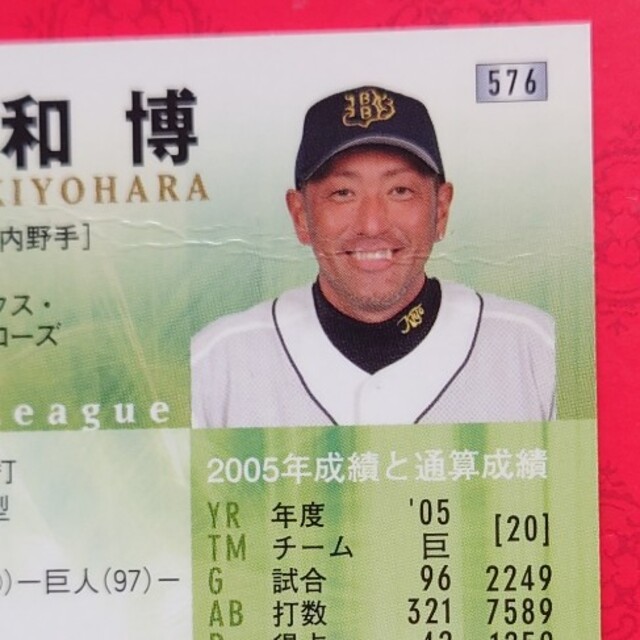 576
和 博
KIYOHARA
内野手]
B's
クス・
ローズ
eague
2005年成績と通算成績
打
型
YR 年度 '05 [20]
TM チーム 巨
)ー巨人(97)ー
G 試合 96 2249
AB 打数 321 7589